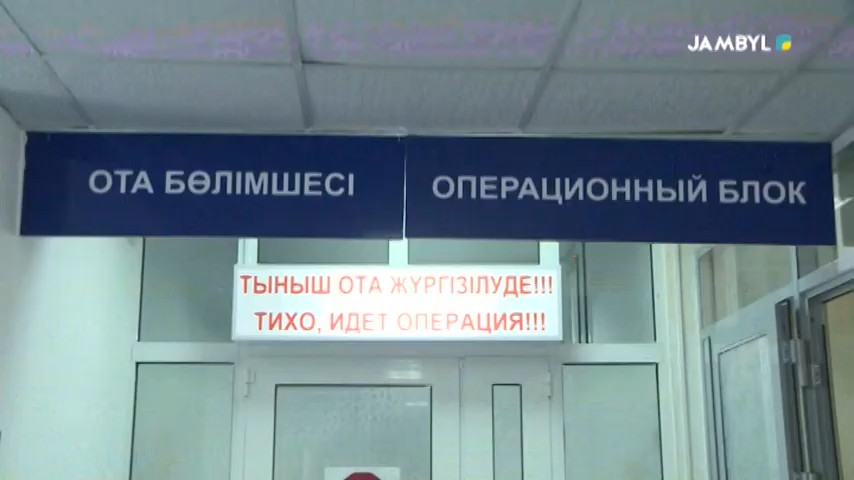 JAMBYL
ОТА БӨЛІМШЕСІ
ОПЕРАЦИОННЫЙ БЛОК
ТЫНЫШ ОТА ЖҮРГІЗІЛУДЕ!!!
ТИХО, ИДЕТ ОПЕРАЦИЯ!!!